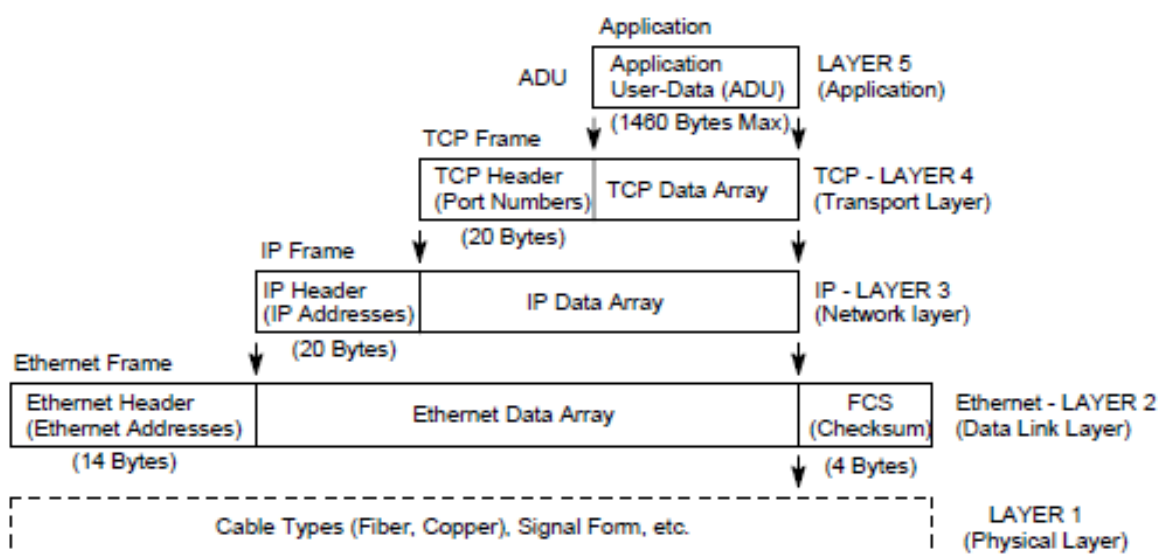 Application
ADU
Application
User-Data (ADU)
LAYER 5
(Application)
(1460 Bytes Max)
TCP Frame
TCP Header
(Port Numbers)
TCP Data Array
TCP - LAYER 4
(Transport Layer)
(20 Bytes)
IP Frame
IP Header
(IP Addresses)
IP Data Array
IP - LAYER 3
(Network layer)
(20 Bytes)
Ethernet Frame
Ethernet Header
(Ethernet Addresses)
Ethernet Data Array
FCS
(Checksum)
Ethernet - LAYER 2
(Data Link Layer)
(14 Bytes)
(4 Bytes)
Cable Types (Fiber, Copper), Signal Form, etc.
LAYER 1
(Physical Layer)